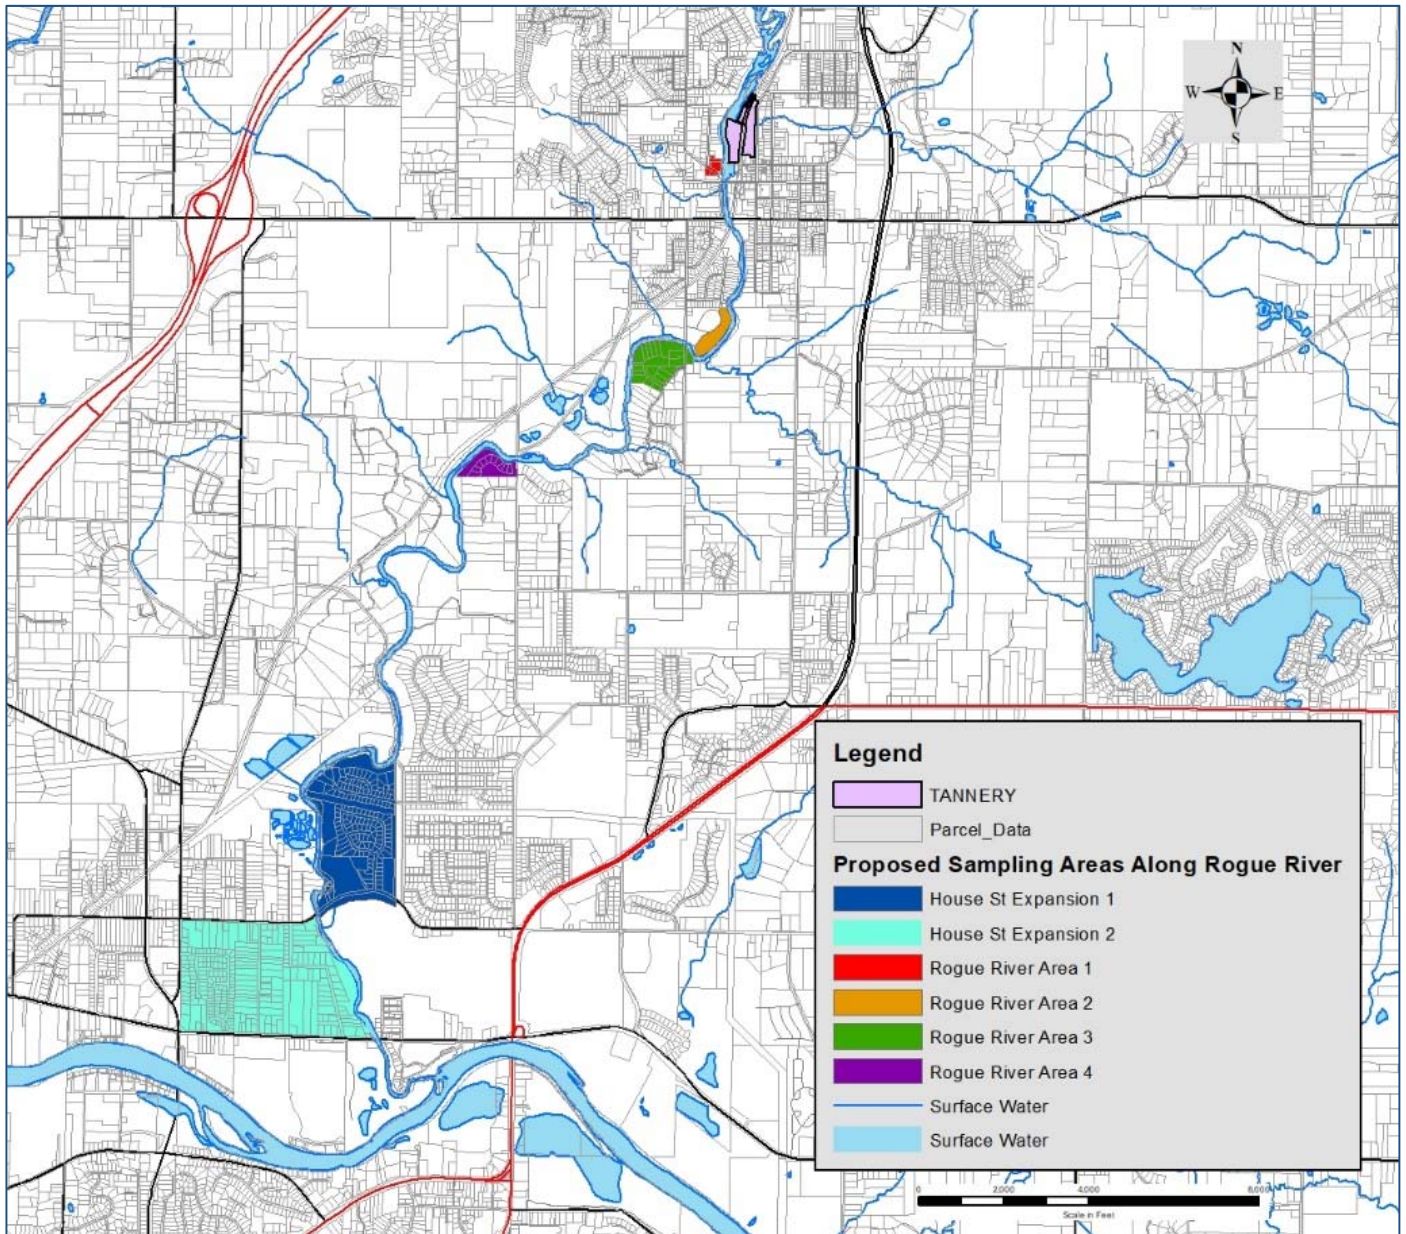 N
W E
S
Legend
TANNERY
Parcel_Data
Proposed Sampling Areas Along Rogue River
House St Expansion 1
House St Expansion 2
Rogue River Area 1
Rogue River Area 2
Rogue River Area 3
Rogue River Area 4
Surface Water
Surface Water
0 2,000 4,000 8,000
Scale in Feet